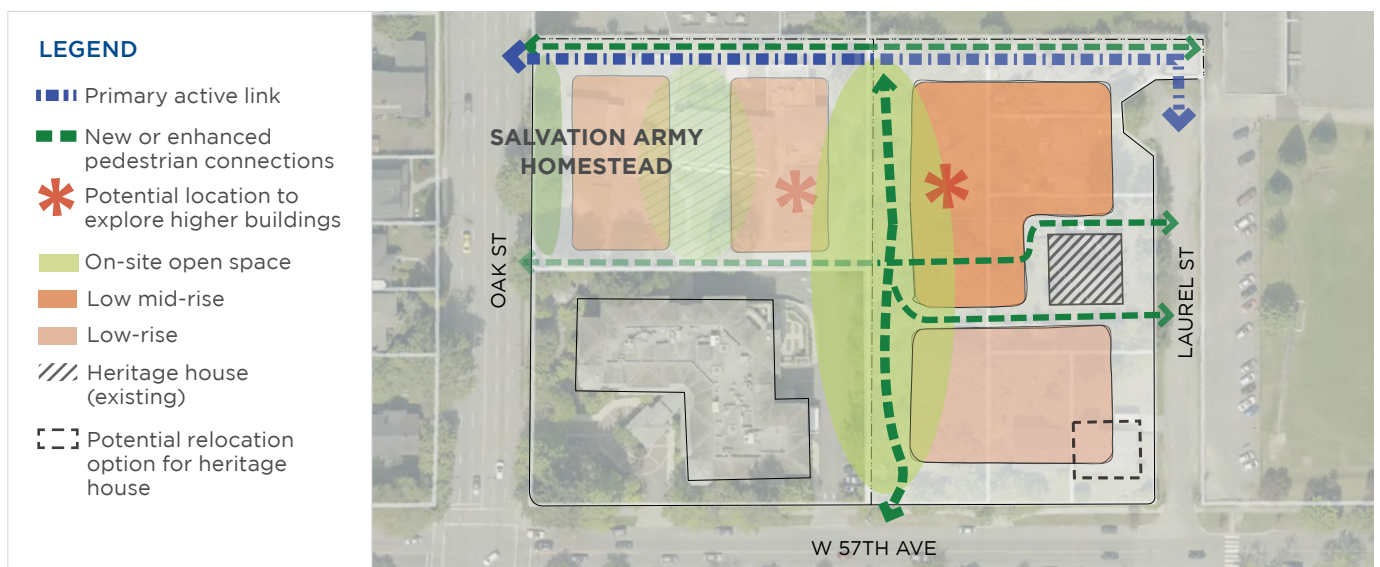 LEGEND
Primary active link
New or enhanced
pedestrian connections
Potential location to
explore higher buildings
On-site open space
Low mid-rise
Low-rise
Heritage house
(existing)
Potential relocation
option for heritage
house
SALVATION ARMY
HOMESTEAD
OAK ST
LAUREL ST
W 57TH AVE